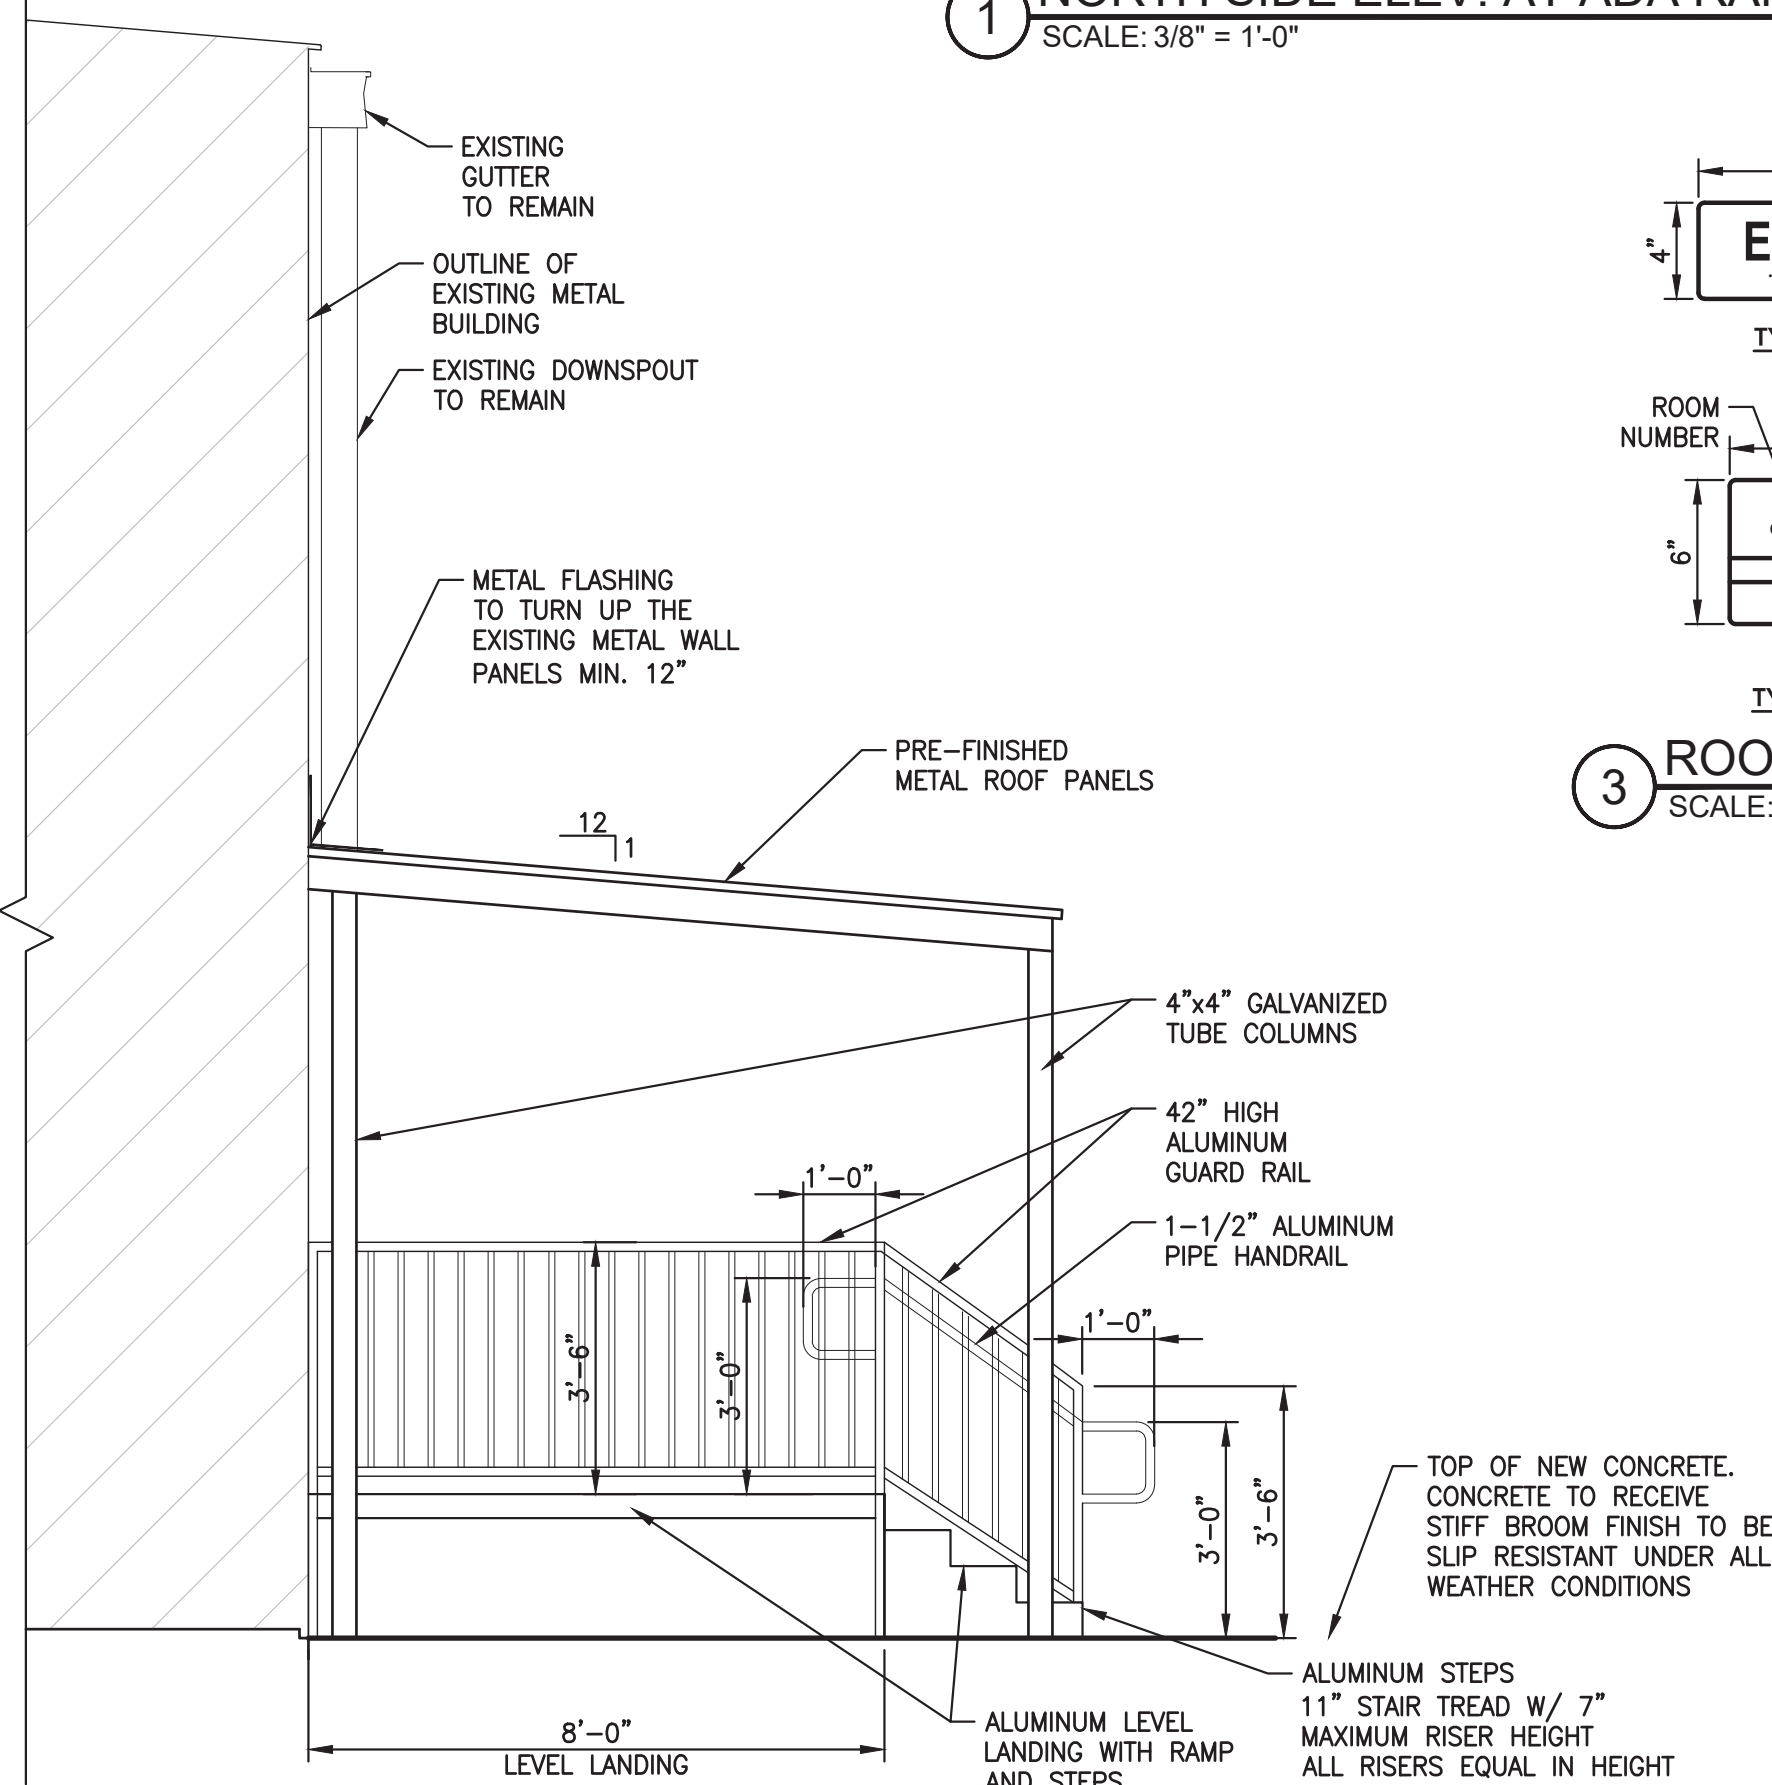 1
SCALE: 3/8" = 1'-0"
EXISTING
GUTTER
TO REMAIN
OUTLINE OF
EXISTING METAL
BUILDING
EXISTING DOWNSPOUT
TO REMAIN
4"
ROOM
NUMBER
6"
3
SCALE:
METAL FLASHING
TO TURN UP THE
EXISTING METAL WALL
PANELS MIN. 12"
PRE-FINISHED
METAL ROOF PANELS
12
1
4"x4" GALVANIZED
TUBE COLUMNS
42" HIGH
ALUMINUM
GUARD RAIL
1'-0"
1-1/2" ALUMINUM
PIPE HANDRAIL
1'-0"
3'-6"
3'-0"
3'-0"
3'-6"
TOP OF NEW CONCRETE.
CONCRETE TO RECEIVE
STIFF BROOM FINISH TO BE
SLIP RESISTANT UNDER ALL
WEATHER CONDITIONS
ALUMINUM STEPS
11" STAIR TREAD W/ 7"
MAXIMUM RISER HEIGHT
ALL RISERS EQUAL IN HEIGHT
8'-0"
LEVEL LANDING
ALUMINUM LEVEL
LANDING WITH RAMP
AND STEPS